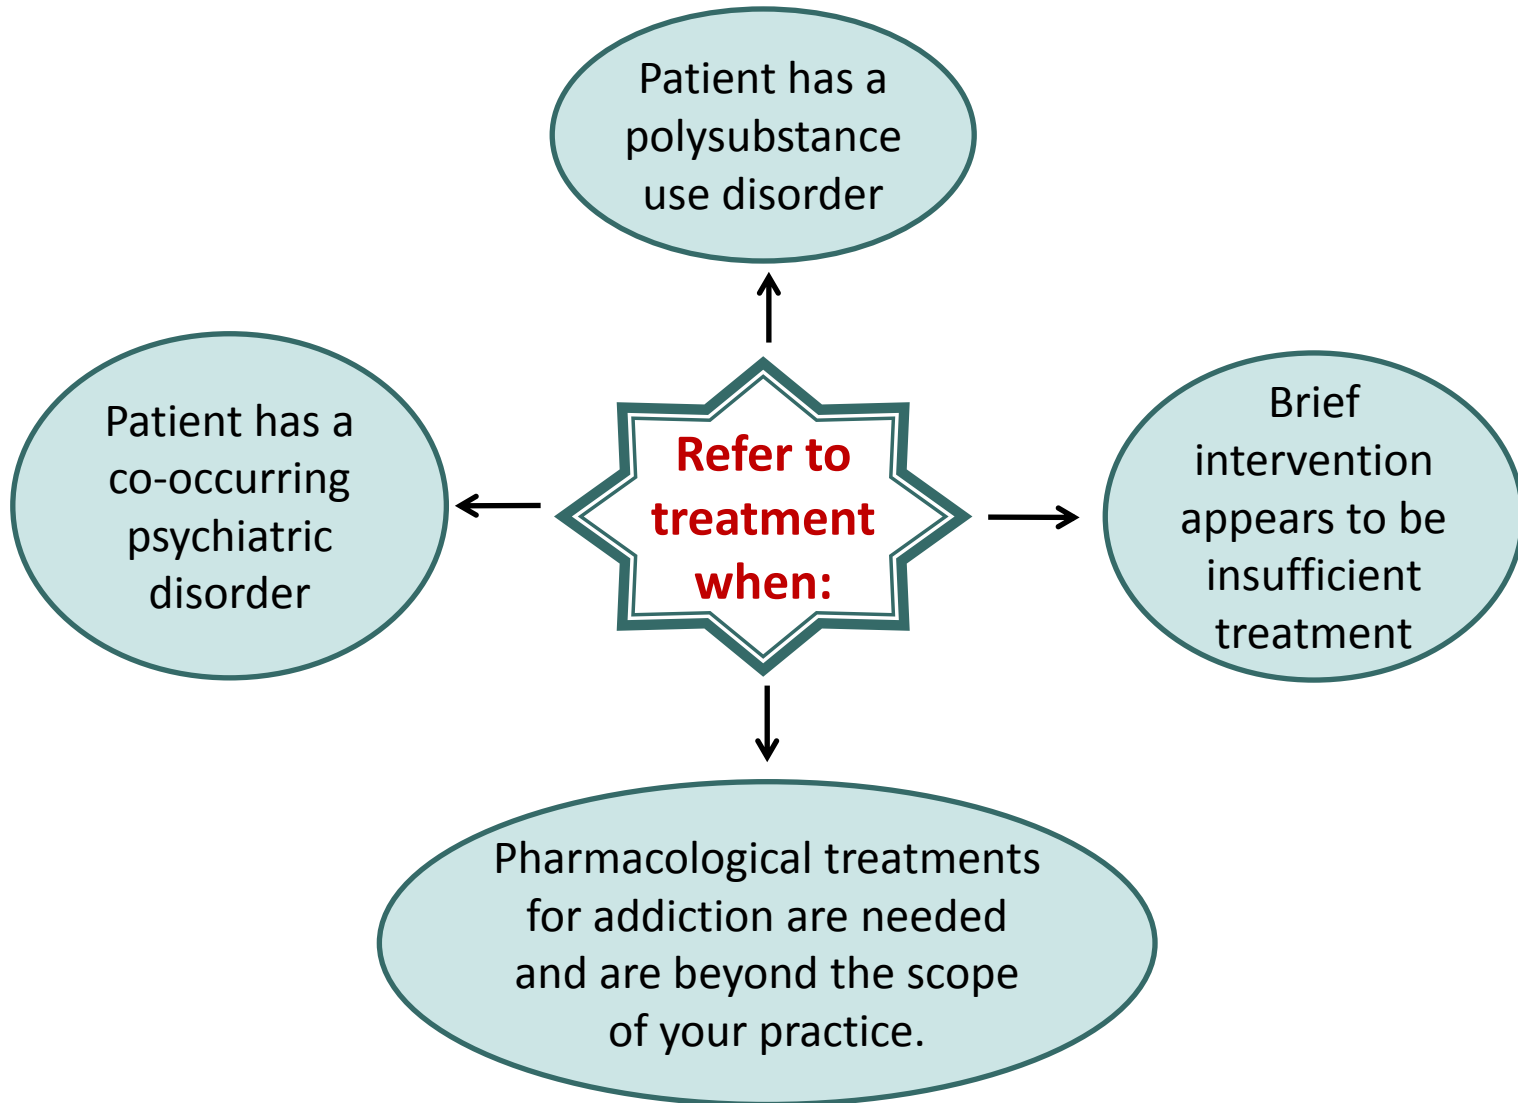 Patient has a
polysubstance
use disorder
Patient has a
co-occurring
psychiatric
disorder
Refer to
treatment
when:
Brief
intervention
appears to be
insufficient
treatment
Pharmacological treatments
for addiction are needed
and are beyond the scope
of your practice.